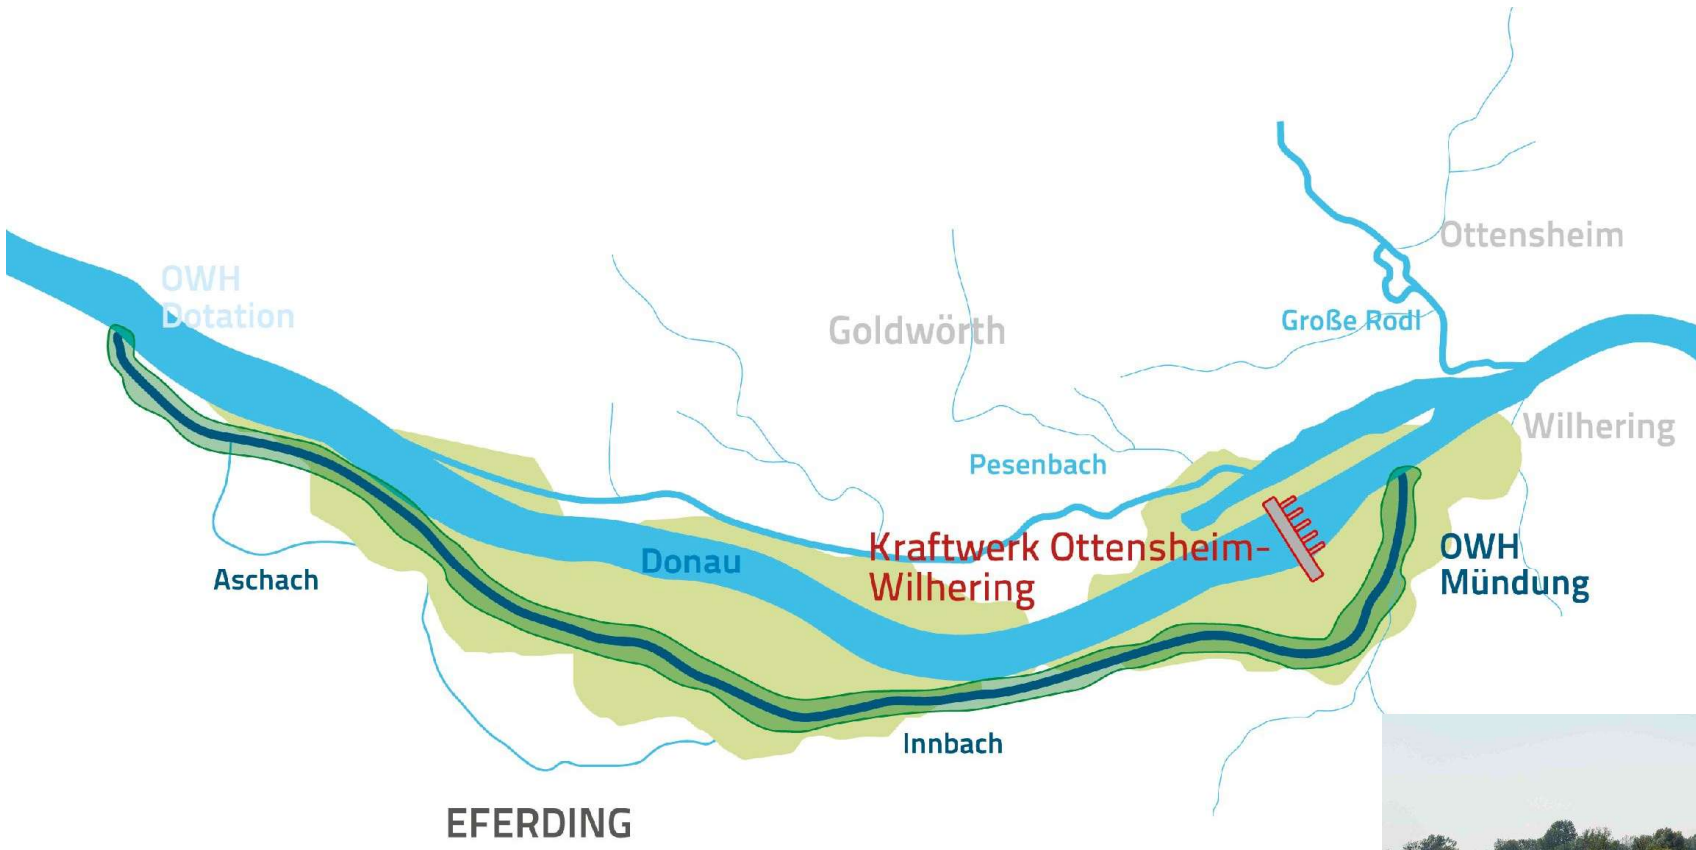 Ottensheim
OWH
Dotation
Große Rodl
Goldwörth
Wilhering
Pesenbach
Kraftwerk Ottensheim-
Wilhering
Donau
OWH
Mündung
Aschach
Innbach
EFERDING